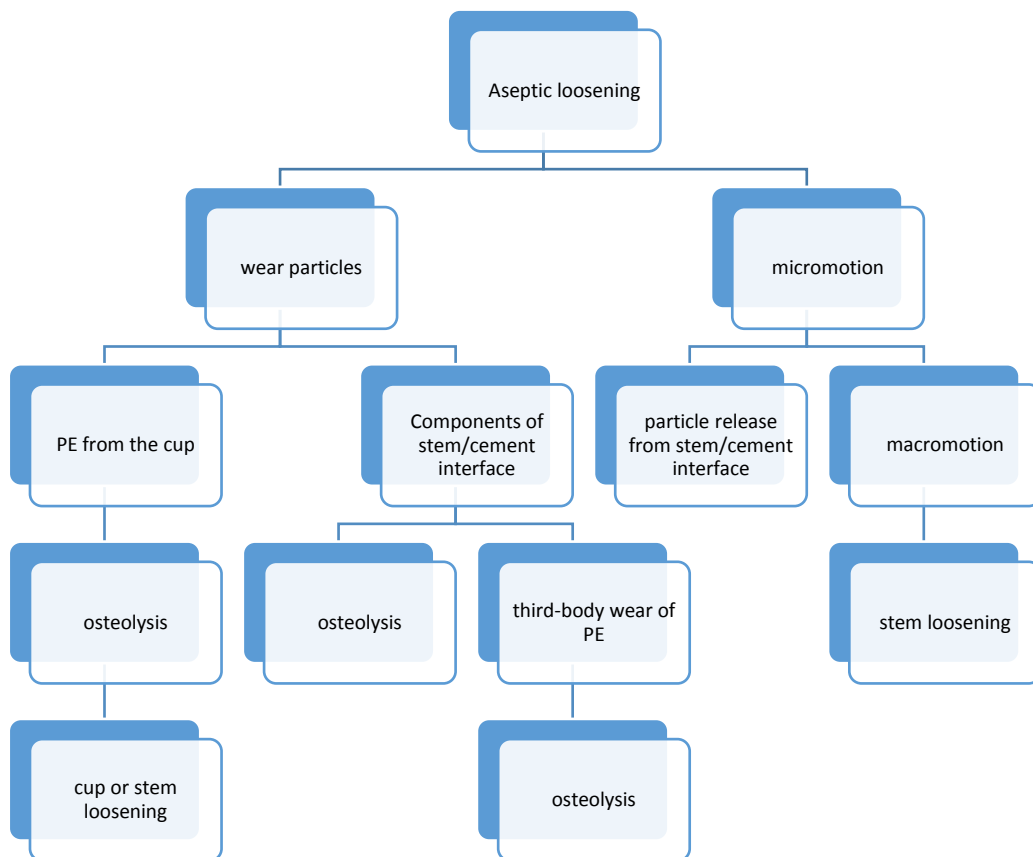 Aseptic loosening
wear particles
micromotion
PE from the cup
Components of
stem/cement
interface
particle release
from stem/cement
interface
macromotion
osteolysis
osteolysis
third-body wear of
PE
stem loosening
cup or stem
loosening
osteolysis